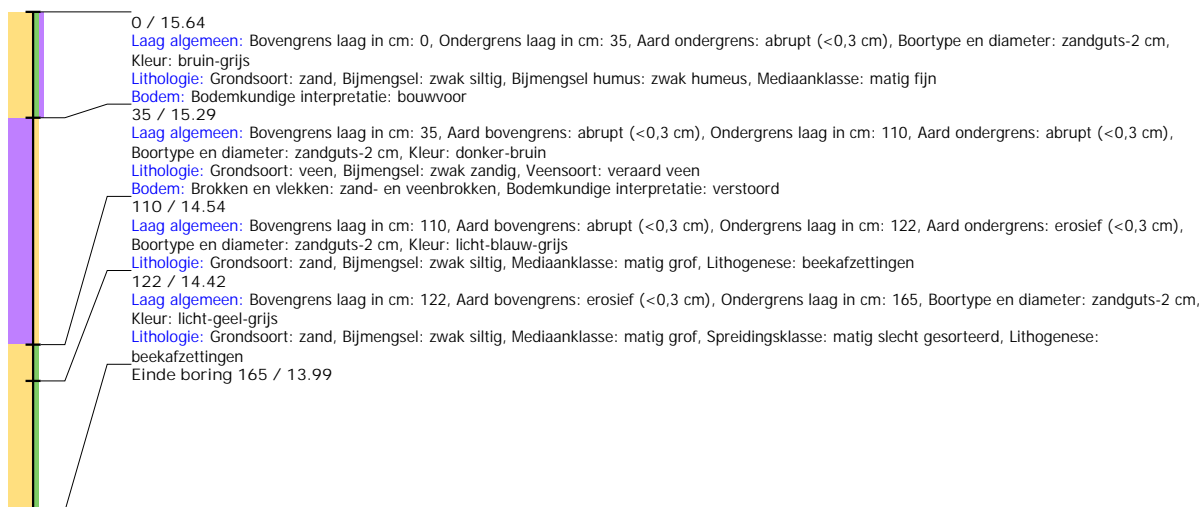 0 / 15.64
Laag algemeen: Bovengrens laag in cm: 0, Ondergrens laag in cm: 35, Aard ondergrens: abrupt (<0,3 cm), Boortype en diameter: zandguts-2 cm,
Kleur: bruin-grijs
Lithologie: Grondsoort: zand, Bijmengsel: zwak siltig, Bijmengsel humus: zwak humeus, Mediaanklasse: matig fijn
Bodem: Bodemkundige interpretatie: bouwvoor
35 / 15.29
Laag algemeen: Bovengrens laag in cm: 35, Aard bovengrens: abrupt (<0,3 cm), Ondergrens laag in cm: 110, Aard ondergrens: abrupt (<0,3 cm),
Boortype en diameter: zandguts-2 cm, Kleur: donker-bruin
Lithologie: Grondsoort: veen, Bijmengsel: zwak zandig, Veensoort: veraard veen
Bodem: Brokken en vlekken: zand- en veenbrokken, Bodemkundige interpretatie: verstoord
110 / 14.54
Laag algemeen: Bovengrens laag in cm: 110, Aard bovengrens: abrupt (<0,3 cm), Ondergrens laag in cm: 122, Aard ondergrens: erosief (<0,3 cm),
Boortype en diameter: zandguts-2 cm, Kleur: licht-blauw-grijs
Lithologie: Grondsoort: zand, Bijmengsel: zwak siltig, Mediaanklasse: matig grof, Lithogenese: beekafzettingen
122 / 14.42
Laag algemeen: Bovengrens laag in cm: 122, Aard bovengrens: erosief (<0,3 cm), Ondergrens laag in cm: 165, Boortype en diameter: zandguts-2 cm,
Kleur: licht-geel-grijs
Lithologie: Grondsoort: zand, Bijmengsel: zwak siltig, Mediaanklasse: matig grof, Spreidingsklasse: matig slecht gesorteerd, Lithogenese:
beekafzettingen
Einde boring 165 / 13.99